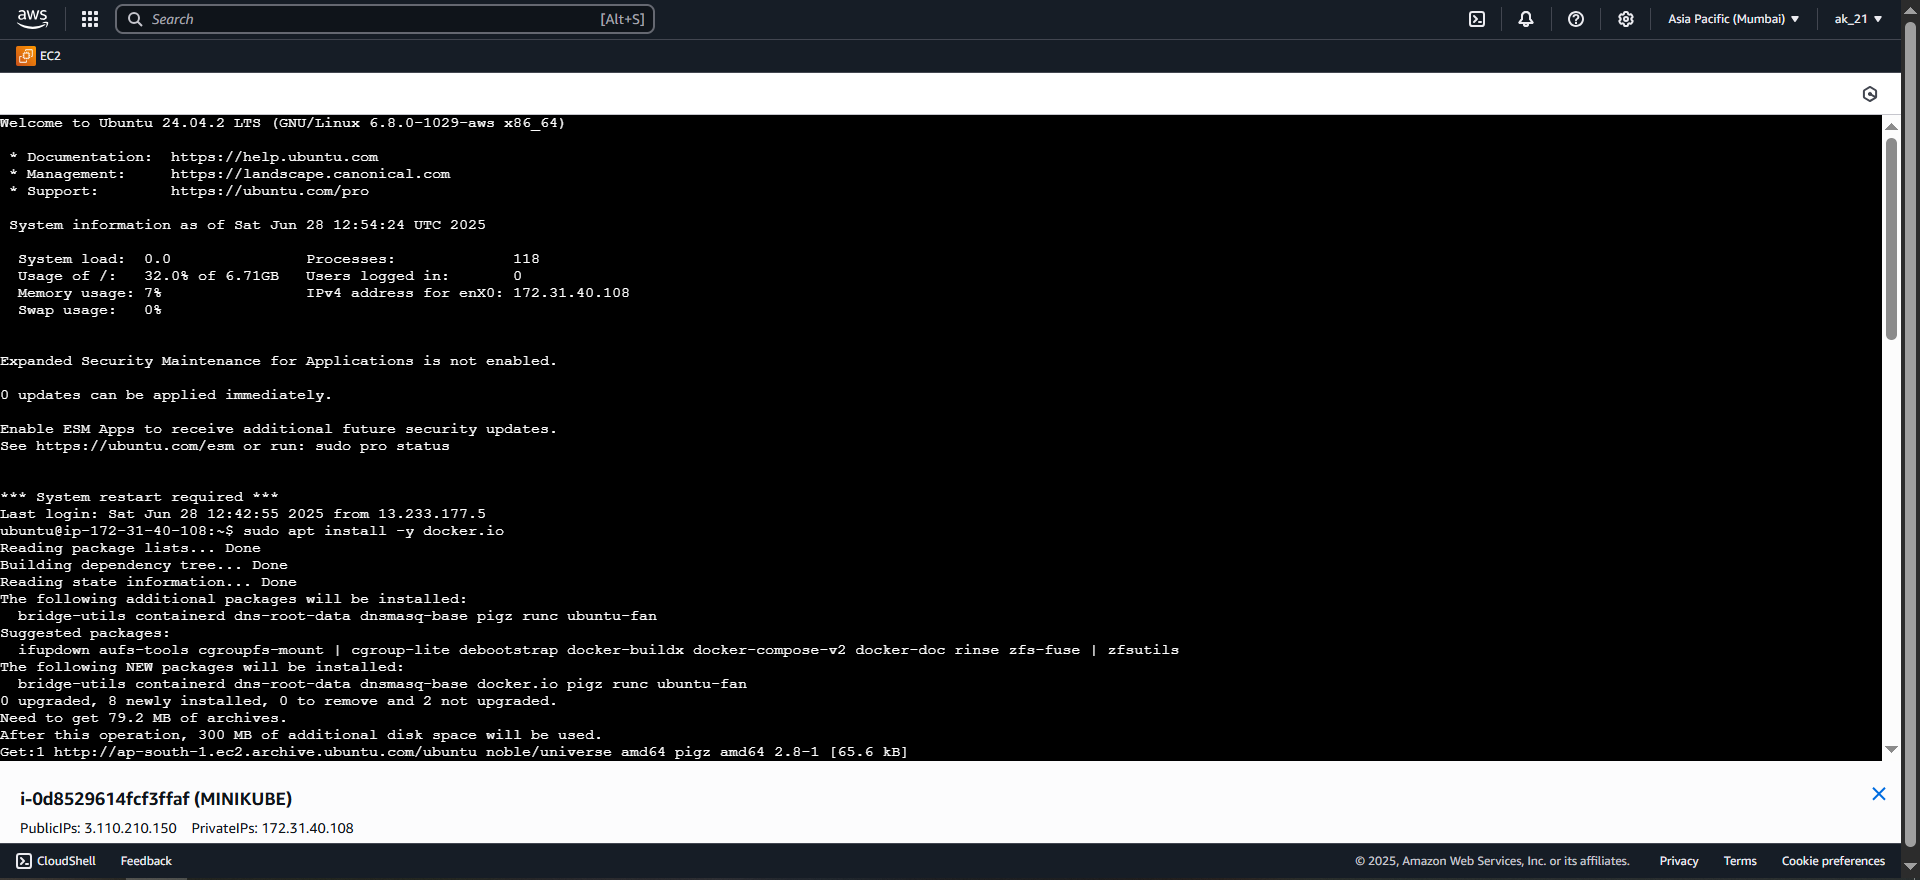 aws
Search [Alt+S]
Asia Pacific (Mumbai)
ak_21
EC2
Welcome to Ubuntu 24.04.2 LTS (GNU/Linux 6.8.0-1029-aws x86_64)
* Documentation: https://help.ubuntu.com
* Management: https://landscape.canonical.com
* Support: https://ubuntu.com/pro
System information as of Sat Jun 28 12:54:24 UTC 2025
System load: 0.0 Processes: 118
Usage of /: 32.0% of 6.71GB Users logged in: 0
Memory usage: 7% IPv4 address for enX0: 172.31.40.108
Swap usage: 0%
Expanded Security Maintenance for Applications is not enabled.
0 updates can be applied immediately.
Enable ESM Apps to receive additional future security updates.
See https://ubuntu.com/esm or run: sudo pro status
*** System restart required ***
Last login: Sat Jun 28 12:42:55 2025 from 13.233.177.5
ubuntu@ip-172-31-40-108:~$ sudo apt install -y docker.io
Reading package lists... Done
Building dependency tree... Done
Reading state information... Done
The following additional packages will be installed:
bridge-utils containerd dns-root-data dnsmasq-base pigz runc ubuntu-fan
Suggested packages:
ifupdown aufs-tools cgroupfs-mount | cgroup-lite debootstrap docker-buildx docker-compose-v2 docker-doc rinse zfs-fuse | zfsutils
The following NEW packages will be installed:
bridge-utils containerd dns-root-data dnsmasq-base docker.io pigz runc ubuntu-fan
0 upgraded, 8 newly installed, 0 to remove and 2 not upgraded.
Need to get 79.2 MB of archives.
After this operation, 300 MB of additional disk space will be used.
Get:1 http://ap-south-1.ec2.archive.ubuntu.com/ubuntu noble/universe amd64 pigz amd64 2.8-1 [65.6 kB]
i-0d8529614fcf3ffaf (MINIKUBE)
PublicIPs: 3.110.210.150 PrivateIPs: 172.31.40.108
CloudShell Feedback © 2025, Amazon Web Services, Inc. or its affiliates. Privacy Terms Cookie preferences